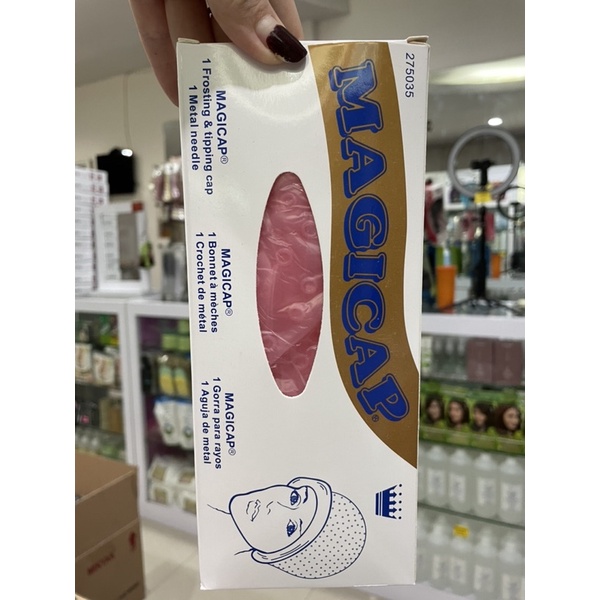 275035
MAGICAP®
MAGICAP®
1 Frosting & tipping cap
1 Metal needle
MAGICAP®
1 Bonnet à mèches
1 Crochet de métal
MAGICAP®
1 Gorra para rayos
1 Aguja de metal